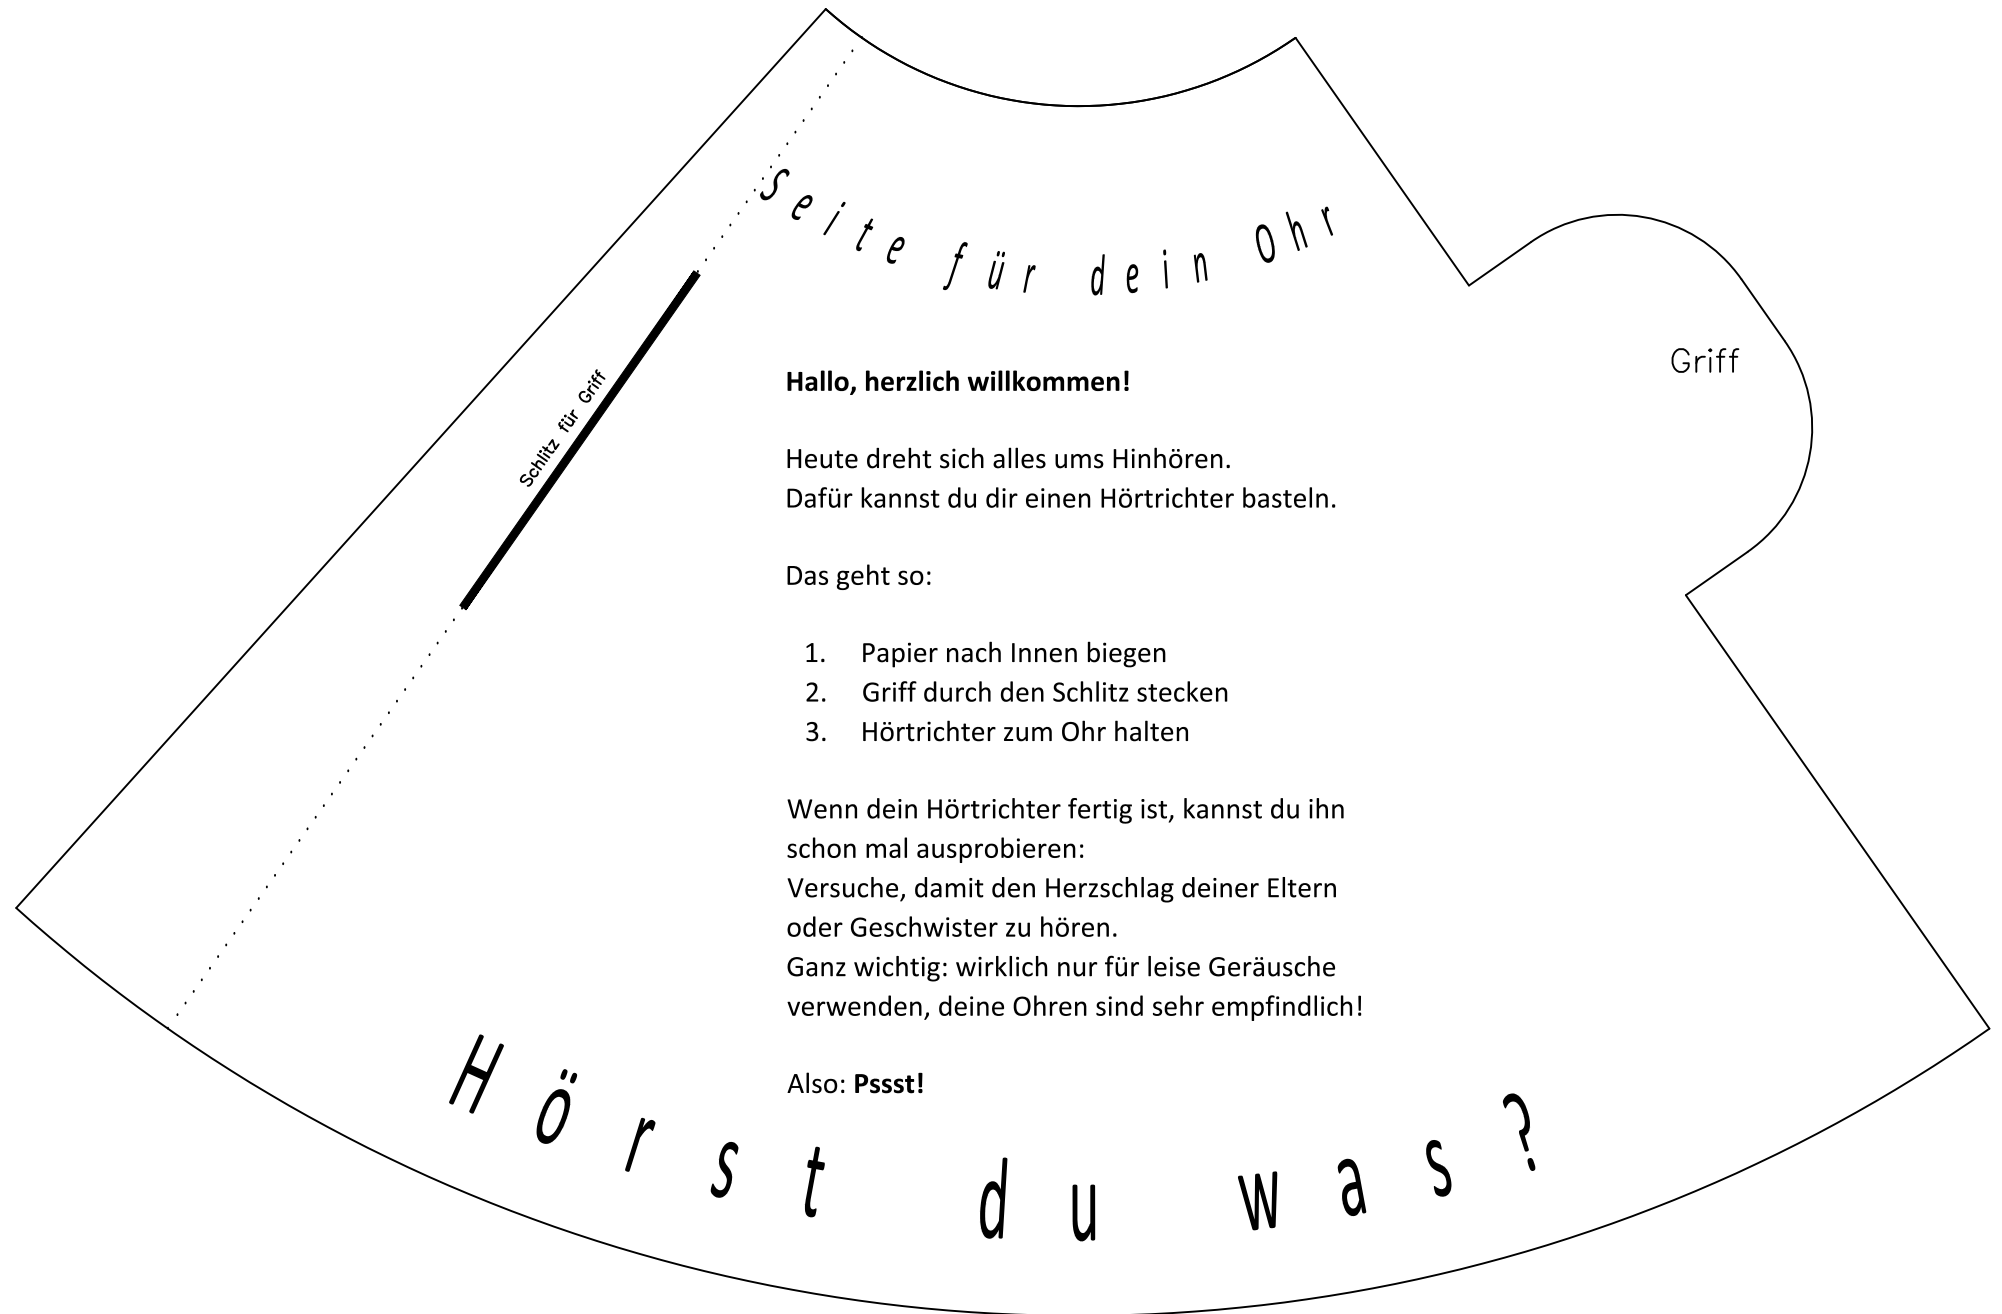 Seite für dein Ohr
Griff
Schlitz für Griff
Hallo, herzlich willkommen!
Heute dreht sich alles ums Hinhören.
Dafür kannst du dir einen Hörtrichter basteln.
Das geht so:
1. Papier nach Innen biegen
2. Griff durch den Schlitz stecken
3. Hörtrichter zum Ohr halten
Wenn dein Hörtrichter fertig ist, kannst du ihn
schon mal ausprobieren:
Versuche, damit den Herzschlag deiner Eltern
oder Geschwister zu hören.
Ganz wichtig: wirklich nur für leise Geräusche
verwenden, deine Ohren sind sehr empfindlich!
Also: Pssst!
Hörst du was?